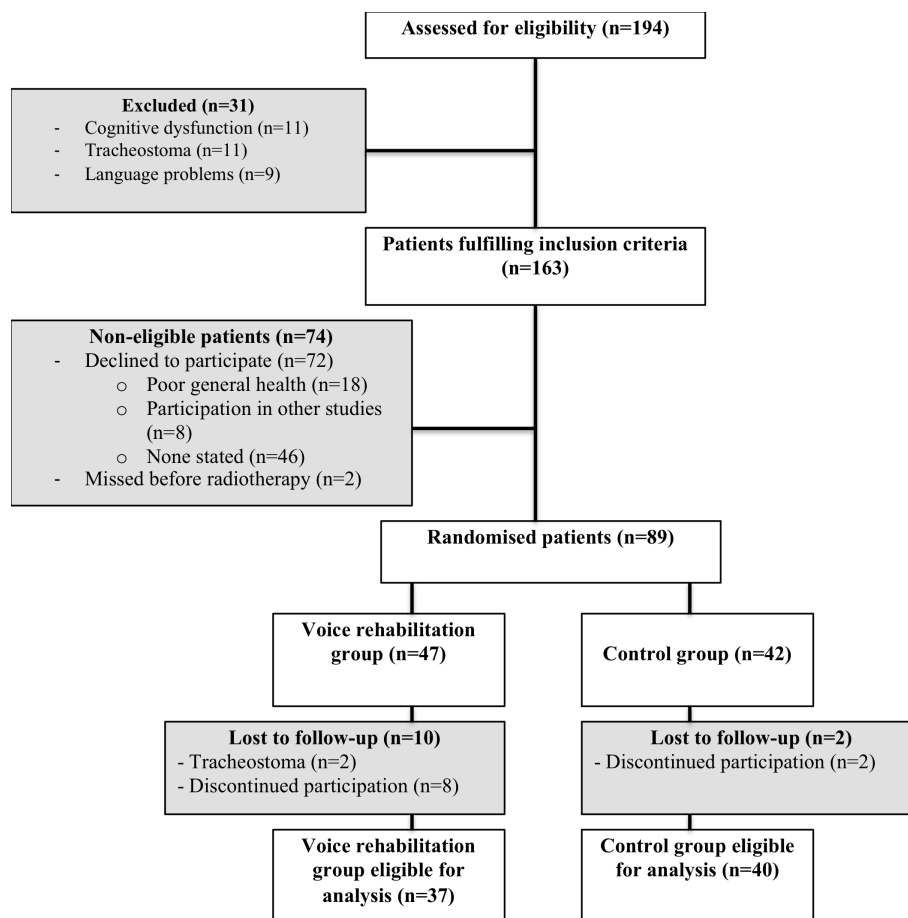 Assessed for eligibility (n=194)
Excluded (n=31)
- Cognitive dysfunction (n=11)
- Tracheostoma (n=11)
- Language problems (n=9)
Patients fulfilling inclusion criteria
(n=163)
Non-eligible patients (n=74)
- Declined to participate (n=72)
o Poor general health (n=18)
o Participation in other studies
(n=8)
o None stated (n=46)
- Missed before radiotherapy (n=2)
Randomised patients (n=89)
Voice rehabilitation
group (n=47)
Control group (n=42)
Lost to follow-up (n=10)
- Tracheostoma (n=2)
- Discontinued participation (n=8)
Lost to follow-up (n=2)
- Discontinued participation (n=2)
Voice rehabilitation
group eligible for
analysis (n=37)
Control group eligible
for analysis (n=40)